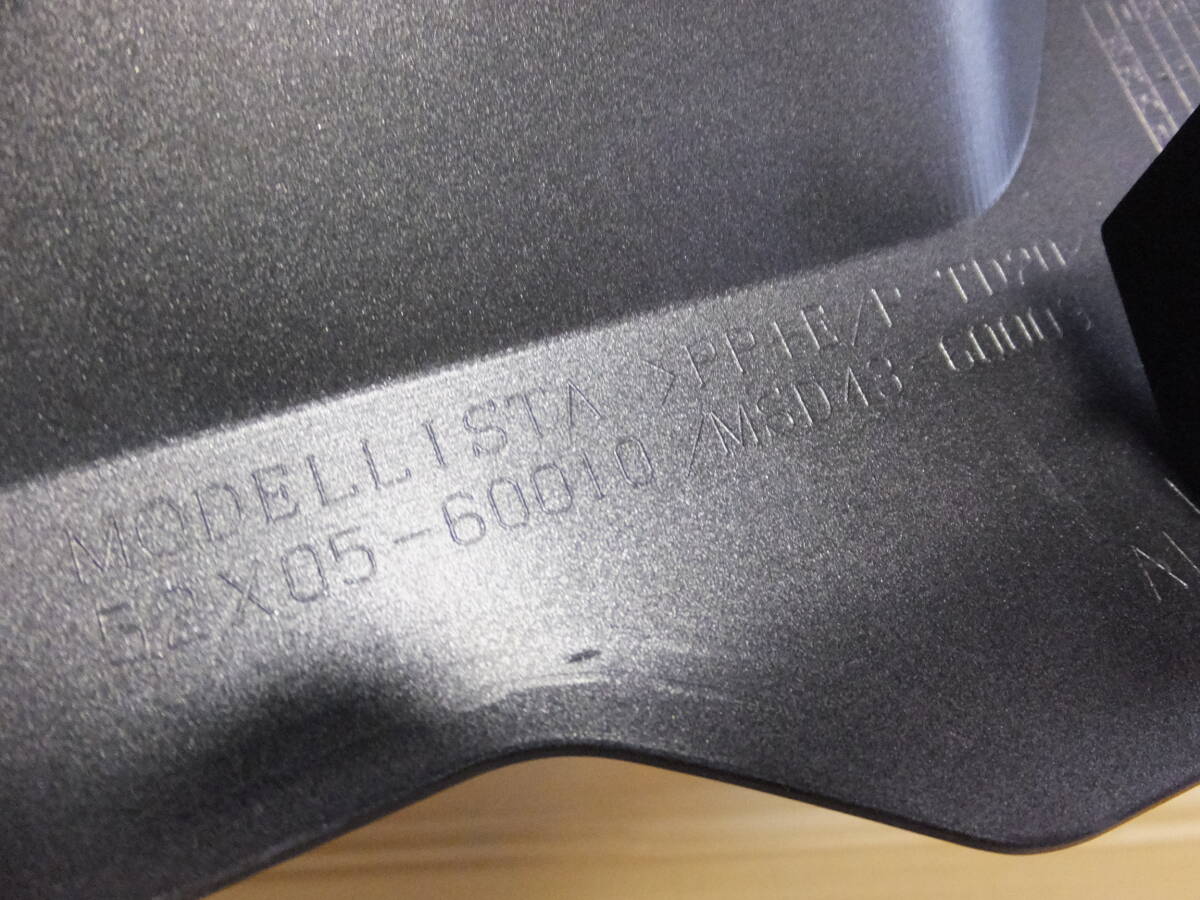 MODELLISTA >PP+E/P-TD20
52X05-60010 /MSD43-60003